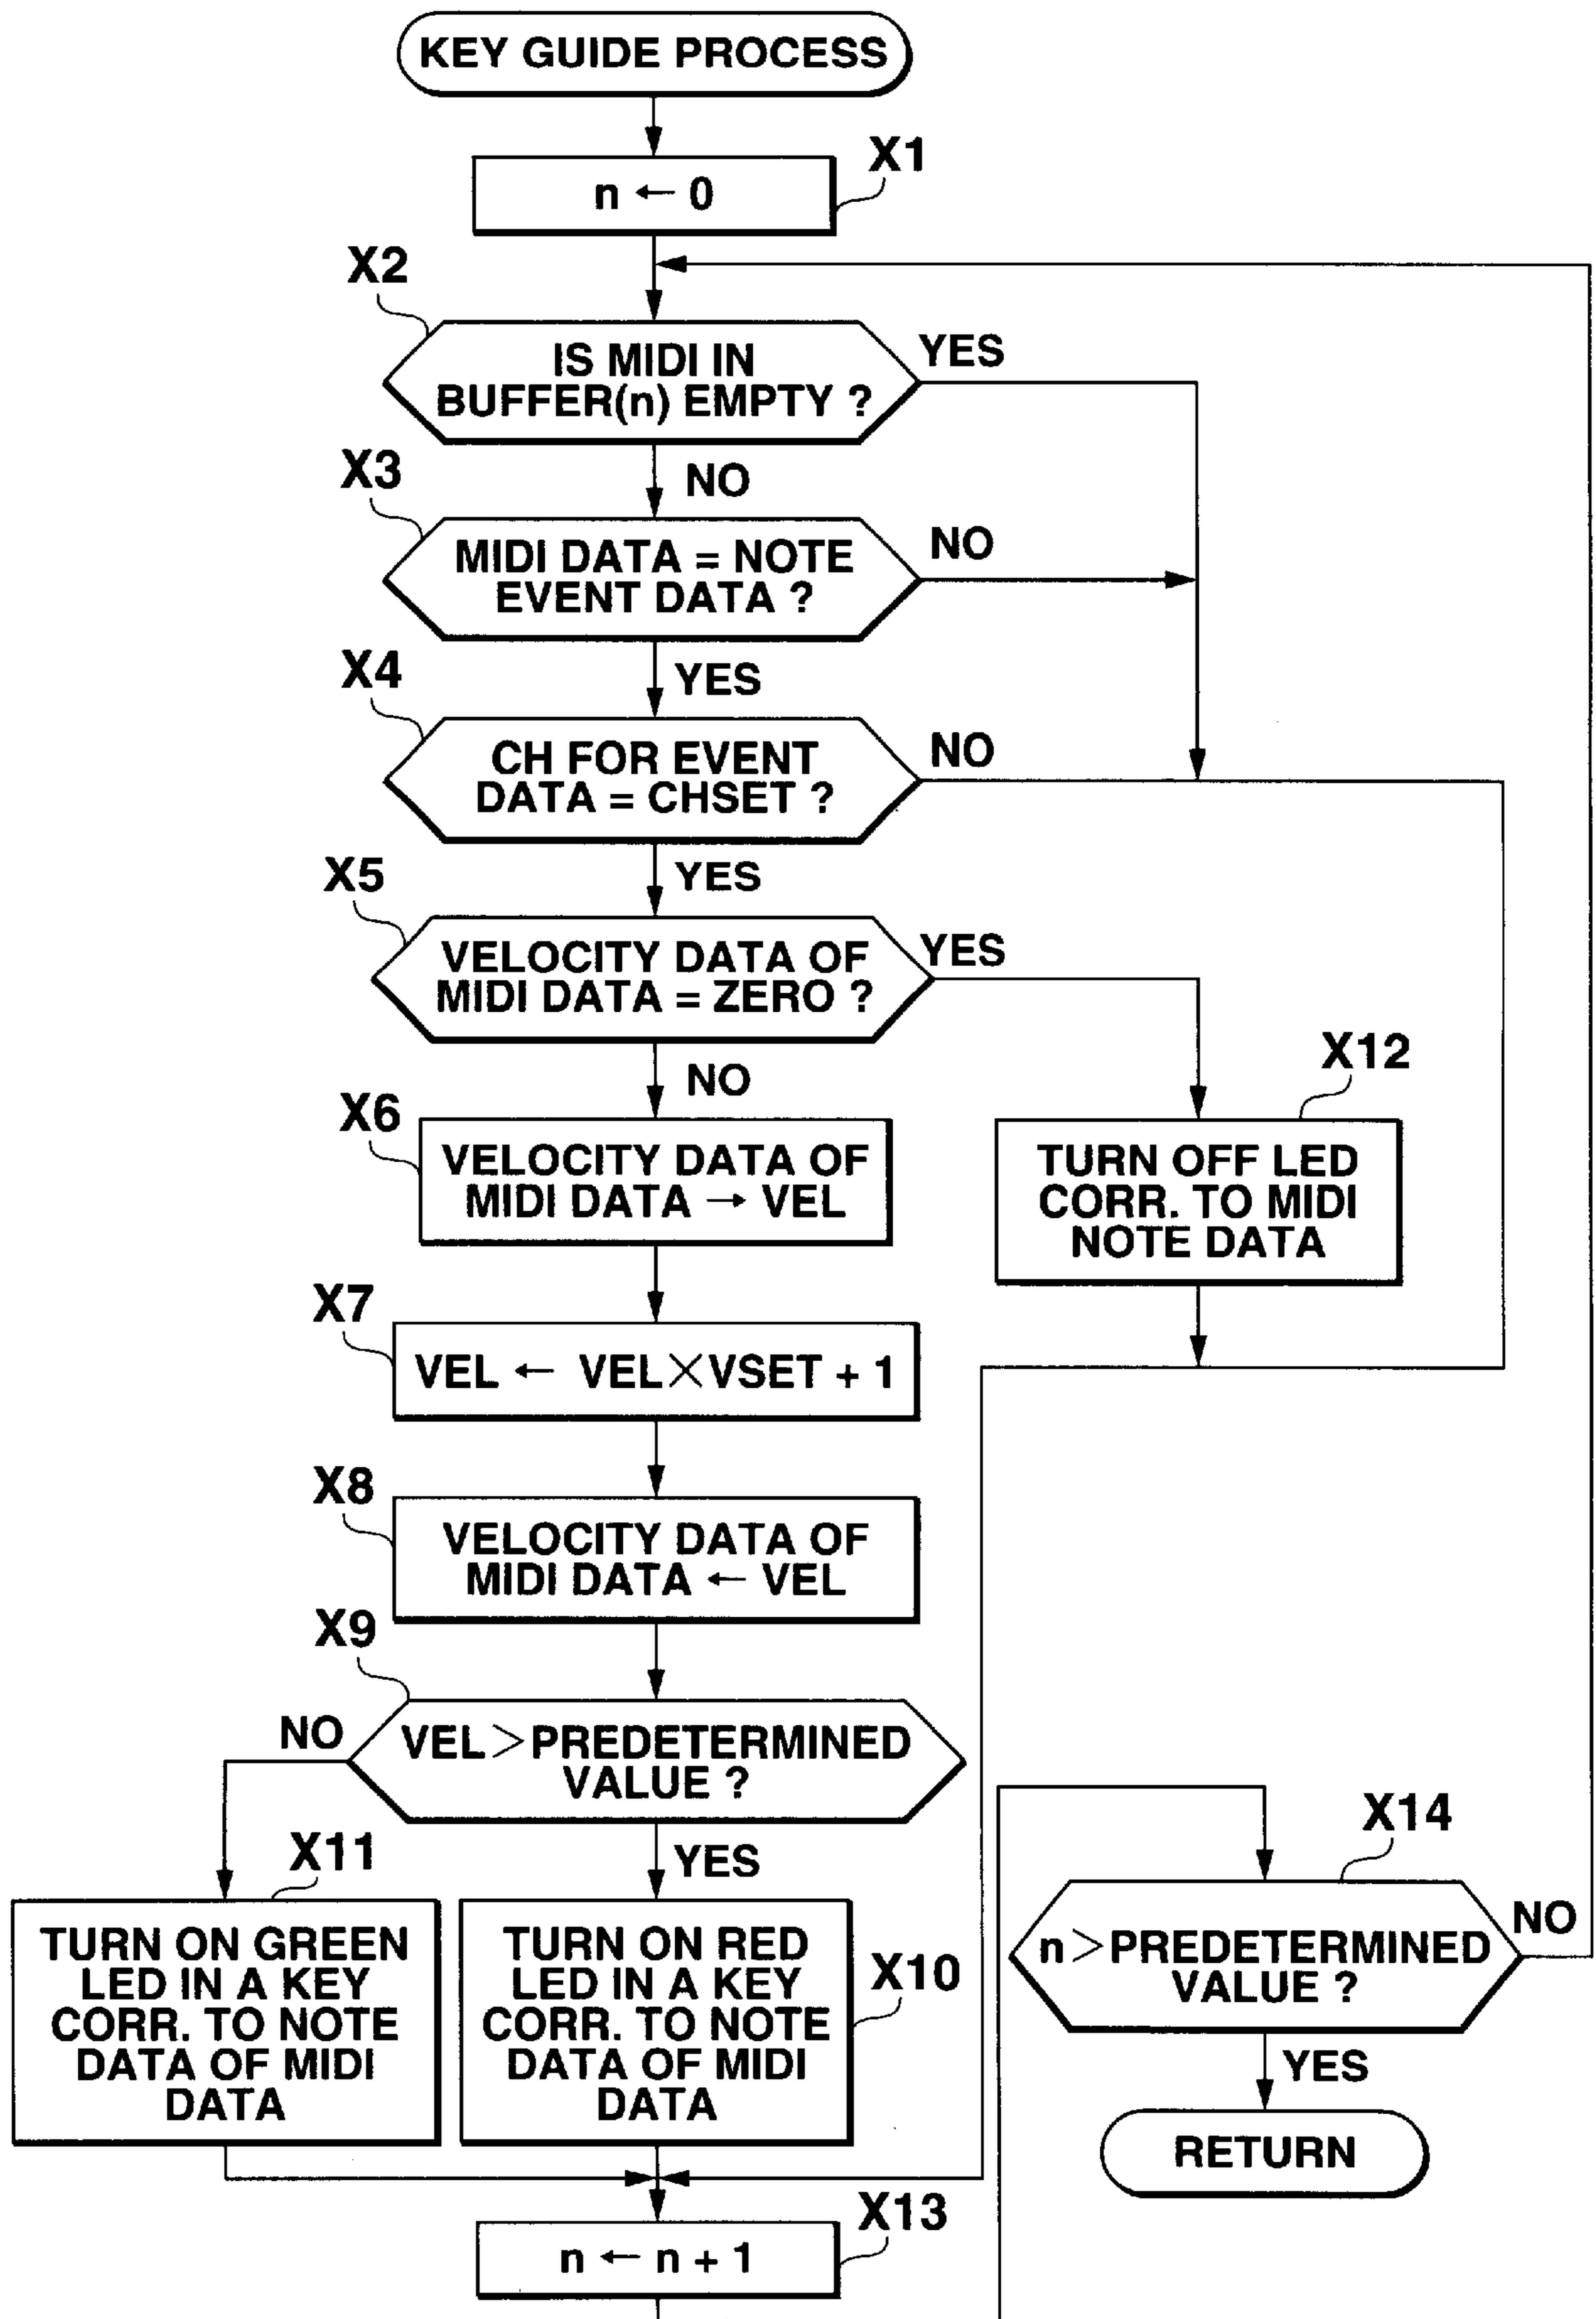 KEY GUIDE PROCESS
X1
n ← 0
X2
IS MIDI IN
BUFFER(n) EMPTY ?
YES
NO
X3
MIDI DATA = NOTE
EVENT DATA ?
NO
YES
X4
CH FOR EVENT
DATA = CHSET ?
NO
YES
X5
VELOCITY DATA OF
MIDI DATA = ZERO ?
YES
NO
X6
VELOCITY DATA OF
MIDI DATA → VEL
X12
TURN OFF LED
CORR. TO MIDI
NOTE DATA
X7
VEL ← VEL×VSET + 1
X8
VELOCITY DATA OF
MIDI DATA ← VEL
X9
VEL>PREDETERMINED
VALUE ?
NO
YES
X11
TURN ON GREEN
LED IN A KEY
CORR. TO NOTE
DATA OF MIDI
DATA
X10
TURN ON RED
LED IN A KEY
CORR. TO NOTE
DATA OF MIDI
DATA
X13
n ← n + 1
X14
n>PREDETERMINED
VALUE ?
NO
YES
RETURN